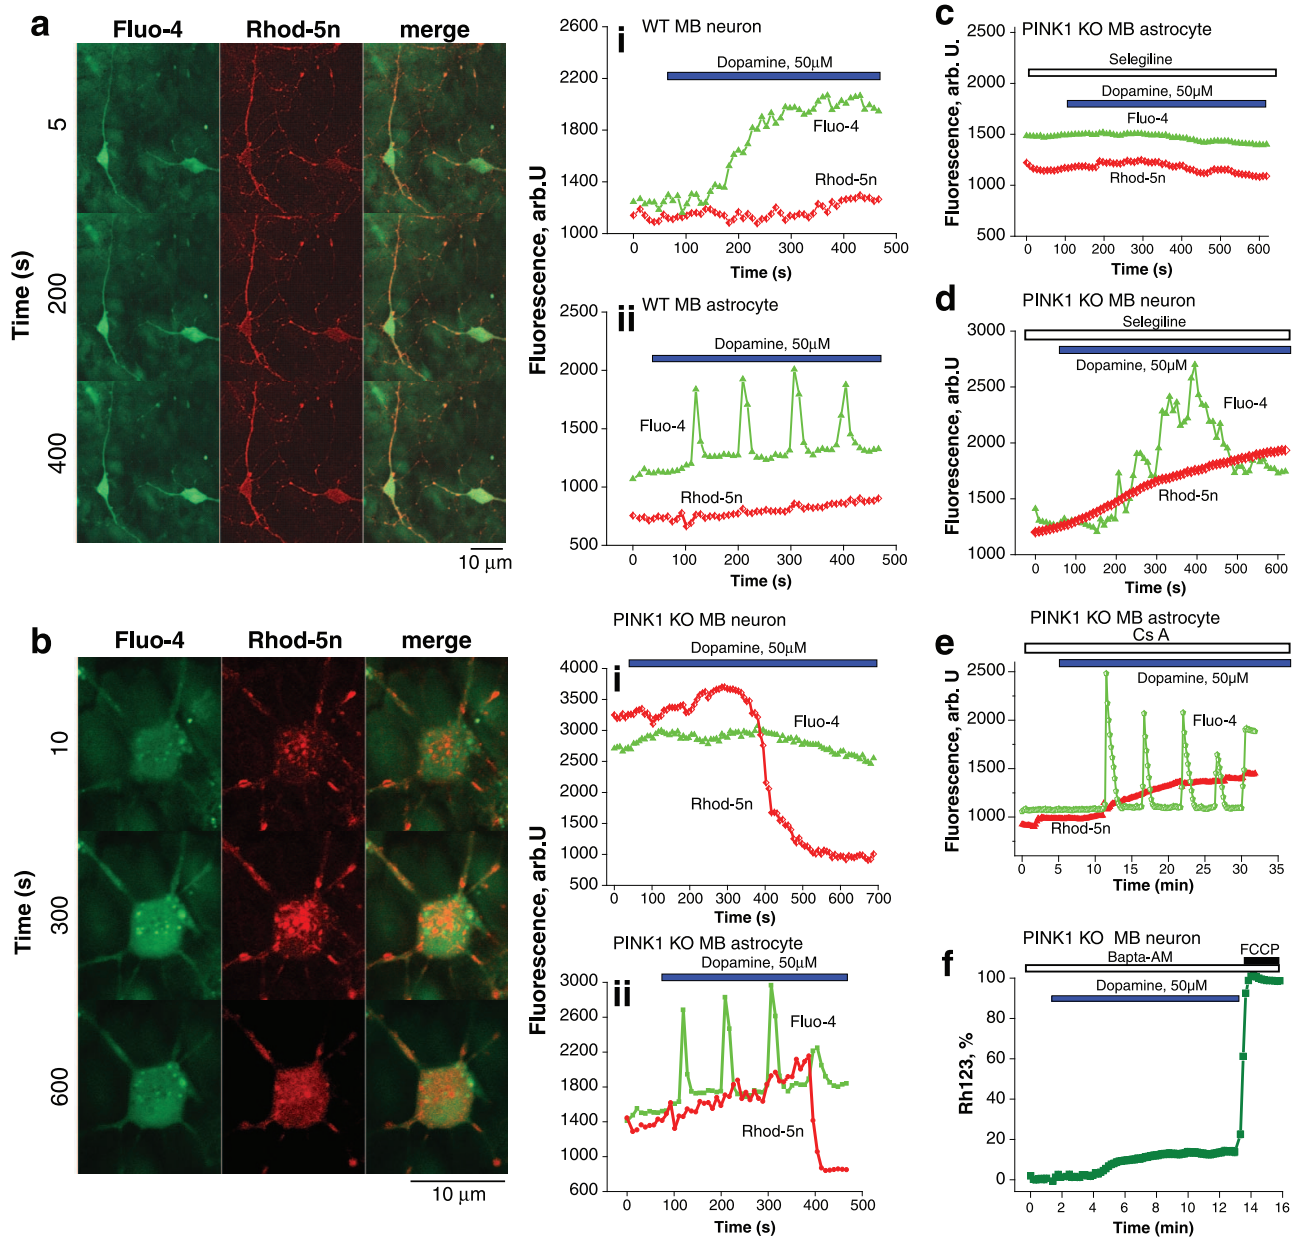 a
Fluo-4 Rhod-5n merge
Time (s)
5
200
400
10 µm
i WT MB neuron
Fluorescence, arb.U
2600
2200
1800
1400
1000
Dopamine, 50µM
Fluo-4
Rhod-5n
0 100 200 300 400 500
Time (s)
ii WT MB astrocyte
2500
2000
1500
1000
500
Dopamine, 50µM
Fluo-4
Rhod-5n
0 100 200 300 400 500
Time (s)
b
Fluo-4 Rhod-5n merge
Time (s)
10
300
600
10 µm
PINK1 KO MB neuron
i
Fluorescence, arb.U
4000
3500
3000
2500
2000
1500
1000
500
Dopamine, 50µM
Fluo-4
Rhod-5n
0 100 200 300 400 500 600 700
Time (s)
PINK1 KO MB astrocyte
ii
3000
2600
2200
1800
1400
1000
600
Dopamine, 50µM
Fluo-4
Rhod-5n
0 100 200 300 400 500
Time (s)
c
PINK1 KO MB astrocyte
Fluorescence, arb. U.
2500
2000
1500
1000
500
Selegiline
Dopamine, 50µM
Fluo-4
Rhod-5n
0 100 200 300 400 500 600
Time (s)
d
PINK1 KO MB neuron
Fluorescence, arb.U
3000
2500
2000
1500
1000
Selegiline
Dopamine, 50µM
Fluo-4
Rhod-5n
0 100 200 300 400 500 600
Time (s)
e
PINK1 KO MB astrocyte
Cs A
Fluorescence, arb. U
2500
2000
1500
1000
Dopamine, 50µM
Fluo-4
Rhod-5n
0 5 10 15 20 25 30 35
Time (min)
f
PINK1 KO MB neuron
FCCP
Bapta-AM
Dopamine, 50µM
Rh123, %
100
80
60
40
20
0
0 2 4 6 8 10 12 14 16
Time (min)